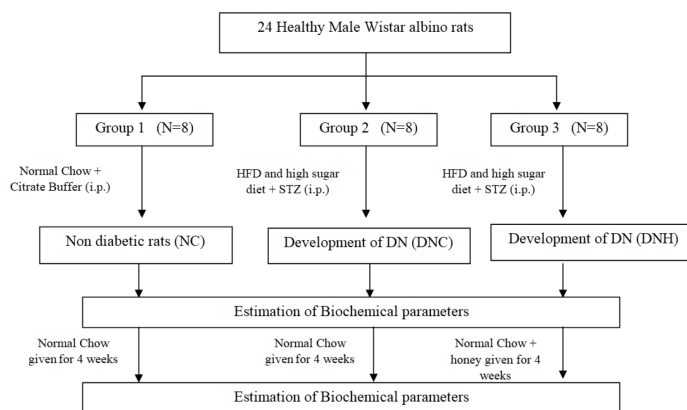 24 Healthy Male Wistar albino rats
Group 1 (N=8)
Group 2 (N=8)
Group 3 (N=8)
Normal Chow +
Citrate Buffer (i.p.)
HFD and high sugar
diet + STZ (i.p.)
HFD and high sugar
diet + STZ (i.p.)
Non diabetic rats (NC)
Development of DN (DNC)
Development of DN (DNH)
Estimation of Biochemical parameters
Normal Chow
given for 4 weeks
Normal Chow
given for 4 weeks
Normal Chow +
honey given for 4
weeks
Estimation of Biochemical parameters